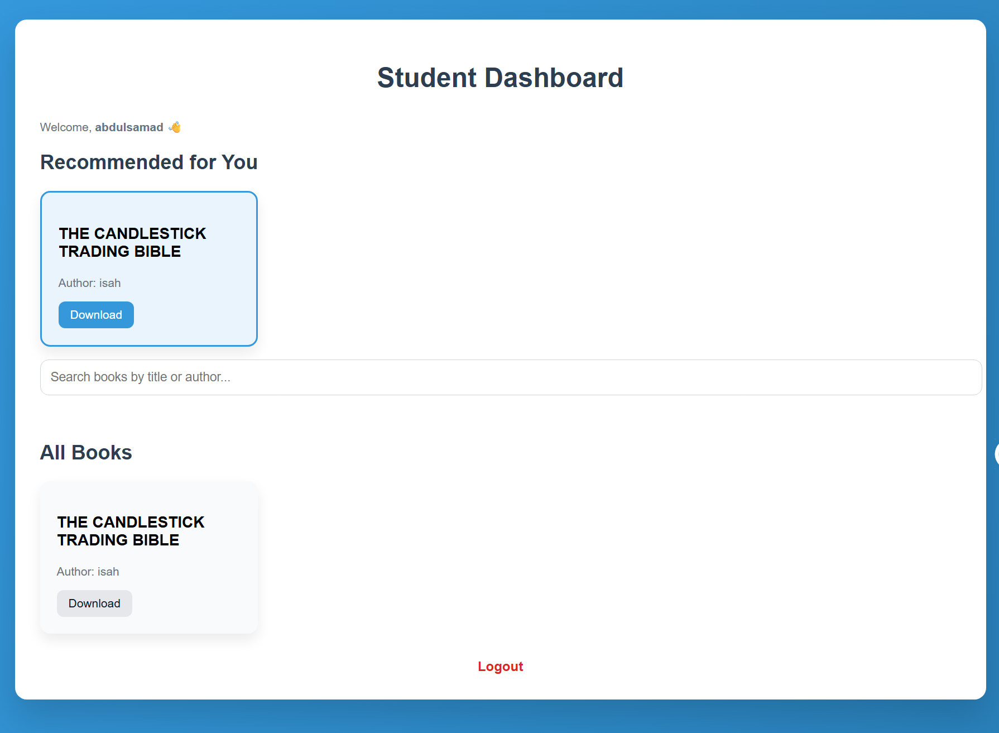 Student Dashboard
Welcome, abdulsamad 👋
Recommended for You
THE CANDLESTICK
TRADING BIBLE
Author: isah
Download
Search books by title or author...
All Books
THE CANDLESTICK
TRADING BIBLE
Author: isah
Download
Logout